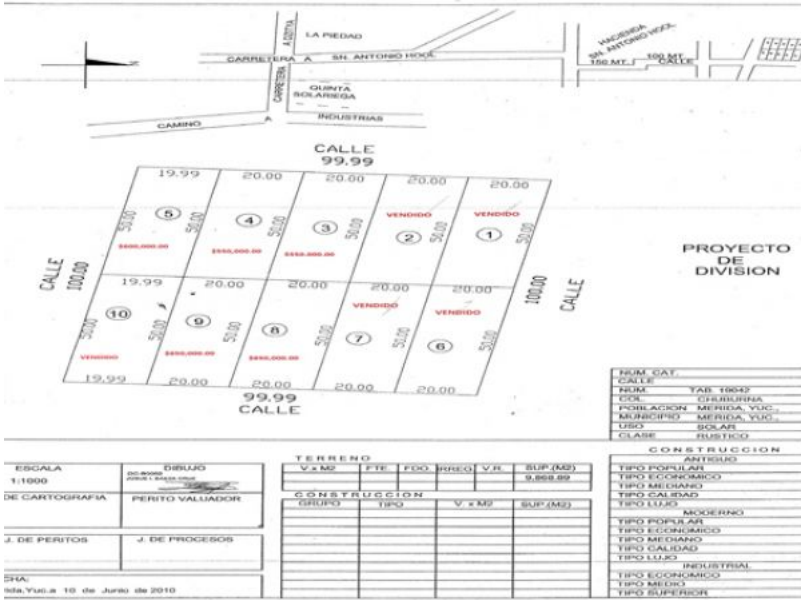 A DZITYA
LA PIEDAD
HACIENDA
SN. ANTONIO HOOL
CARRETERA A SN. ANTONIO HOOL
150 MT.
100 MT.
CALLE
N
CARRETERA
QUINTA
SOLARIEGA
CAMINO A INDUSTRIAS
CALLE
99.99
19.99 20.00 20.00 20.00 20.00
50.00 5 50.00 4 50.00 3 50.00 2 50.00 1 50.00
VENDIDO VENDIDO
$550,000.00 $550,000.00
CALLE
100.00
100.00
CALLE
PROYECTO
DE
DIVISION
19.99 20.00 20.00 20.00 20.00
VENDIDO VENDIDO
50.00 10 50.00 9 50.00 8 50.00 7 50.00 6 50.00
VENDIDO
19.99 20.00 20.00 20.00 20.00
99.99
CALLE
NUM. CAT.
CALLE
NUM. TAB. 19042
COL. CHUBURNA
POBLACION MERIDA, YUC.
MUNICIPIO MERIDA, YUC.
USO SOLAR
CLASE RUSTICO
ESCALA
1:1000
DIBUJO
DE CARTOGRAFIA
PERITO VALUADOR
J. DE PERITOS
J. DE PROCESOS
CHA:
rida,Yuc.a 10 de Junio de 2010
TERRENO
V.x M2 FTE. FDO. IRREG V.R. SUP.(M2)
9,868.89
CONSTRUCCION
GRUPO TIPO V. x M2 SUP.(M2)
CONSTRUCCION
ANTIGUO
TIPO POPULAR
TIPO ECONOMICO
TIPO MEDIANO
TIPO CALIDAD
TIPO LUJO
MODERNO
TIPO POPULAR
TIPO ECONOMICO
TIPO MEDIANO
TIPO CALIDAD
TIPO LUJO
INDUSTRIAL
TIPO ECONOMICO
TIPO MEDIO
TIPO SUPERIOR